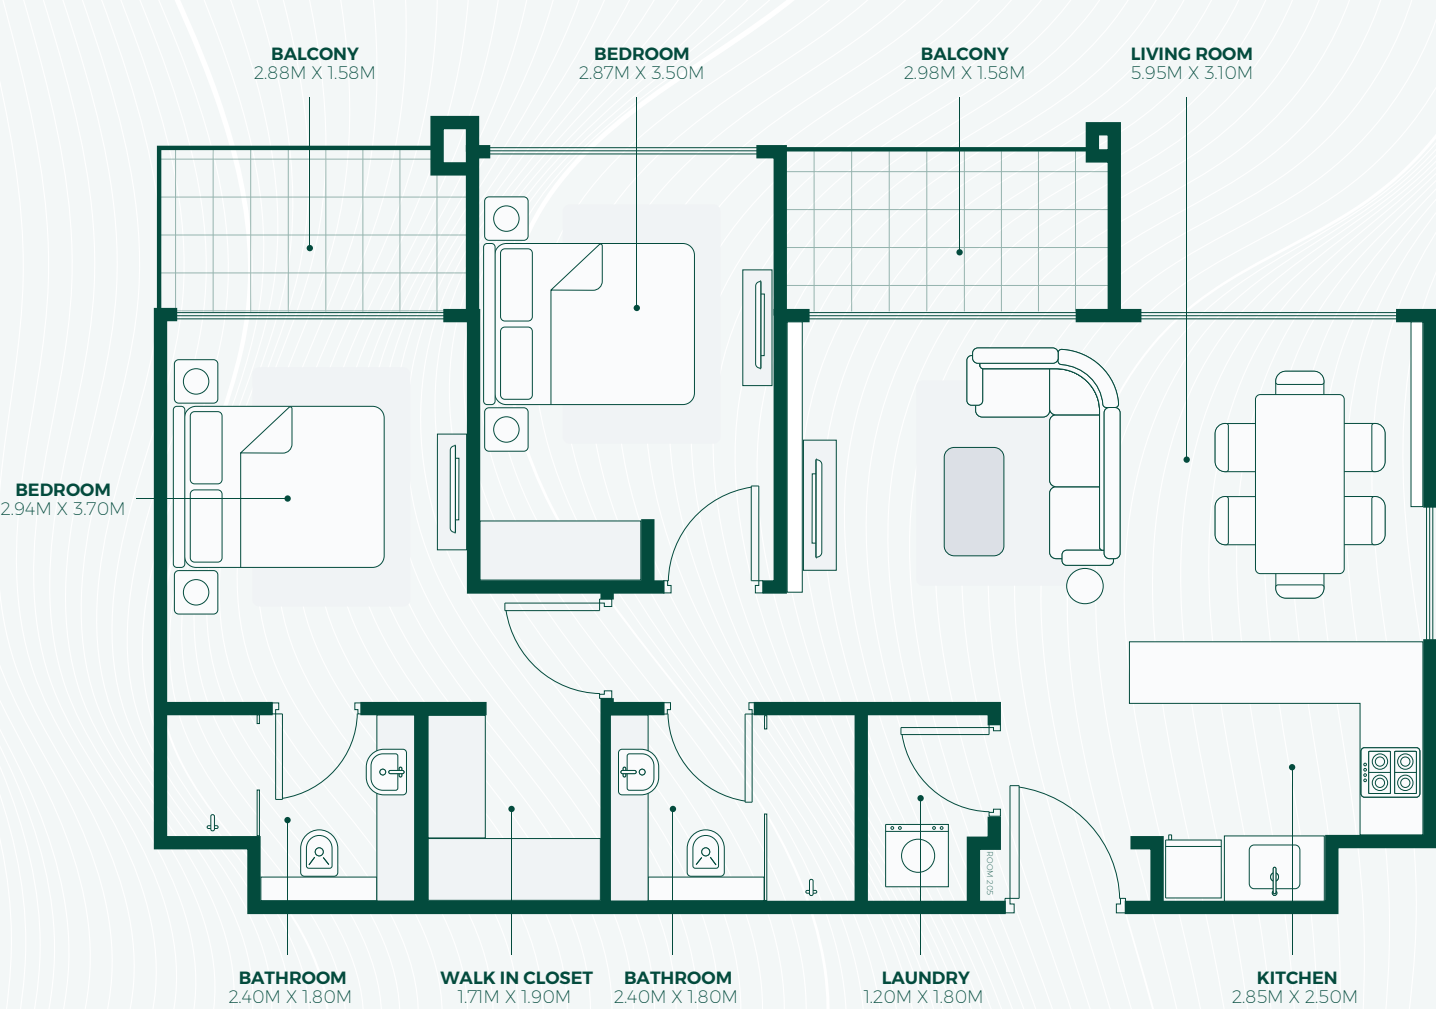 BALCONY
2.88M X 1.58M
BEDROOM
2.87M X 3.50M
BALCONY
2.98M X 1.58M
LIVING ROOM
5.95M X 3.10M
BEDROOM
2.94M X 3.70M
ROOM 205
BATHROOM
2.40M X 1.80M
WALK IN CLOSET
1.71M X 1.90M
BATHROOM
2.40M X 1.80M
LAUNDRY
1.20M X 1.80M
KITCHEN
2.85M X 2.50M